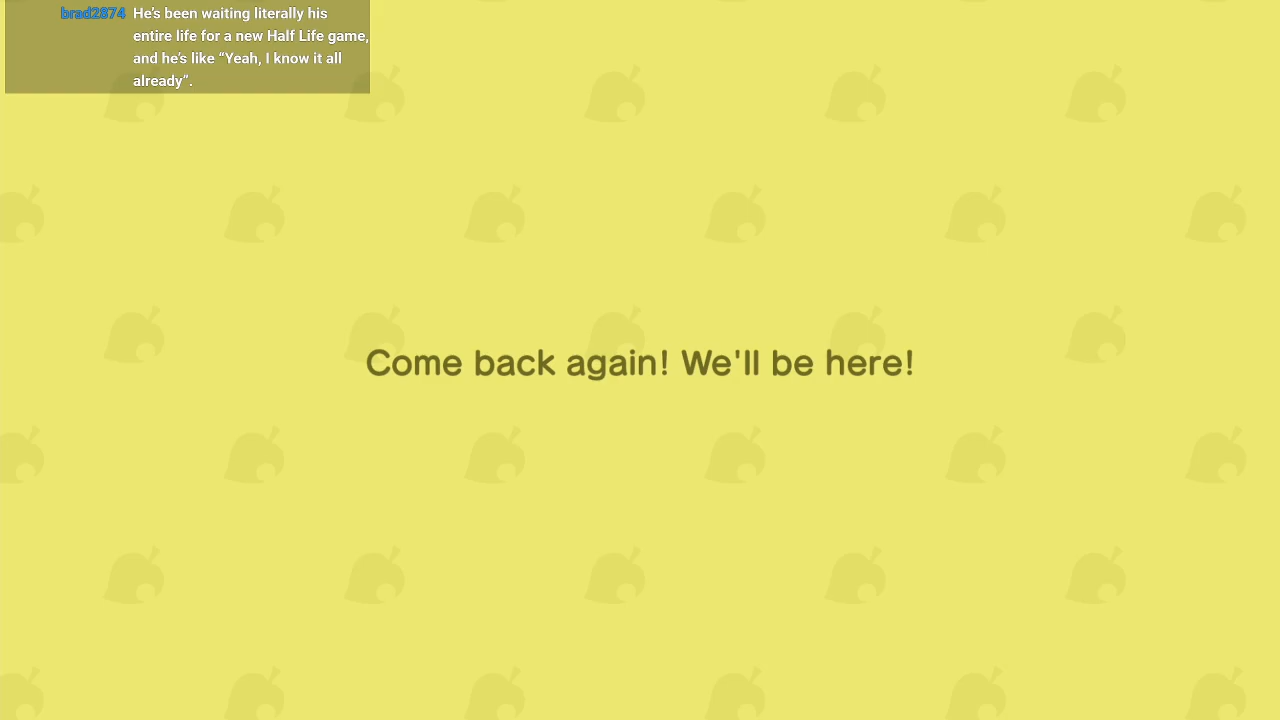 brad2874 He's been waiting literally his
entire life for a new Half Life game,
and he's like “Yeah, I know it all
already”.
Come back again! We'll be here!